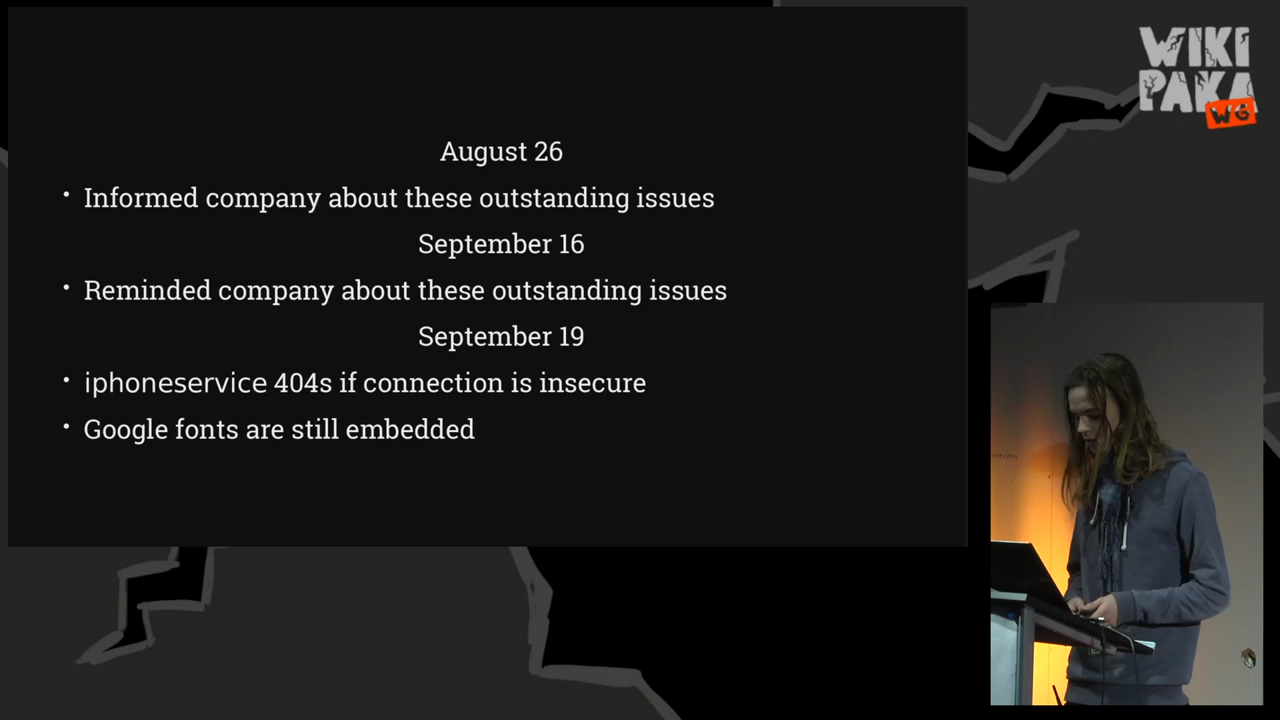 WIKI
PAKA
WG
August 26
• Informed company about these outstanding issues
September 16
• Reminded company about these outstanding issues
September 19
• iphoneservice 404s if connection is insecure
• Google fonts are still embedded